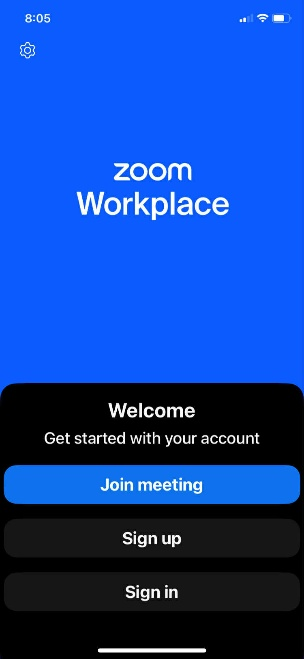 8:05
zoom
Workplace
Welcome
Get started with your account
Join meeting
Sign up
Sign in